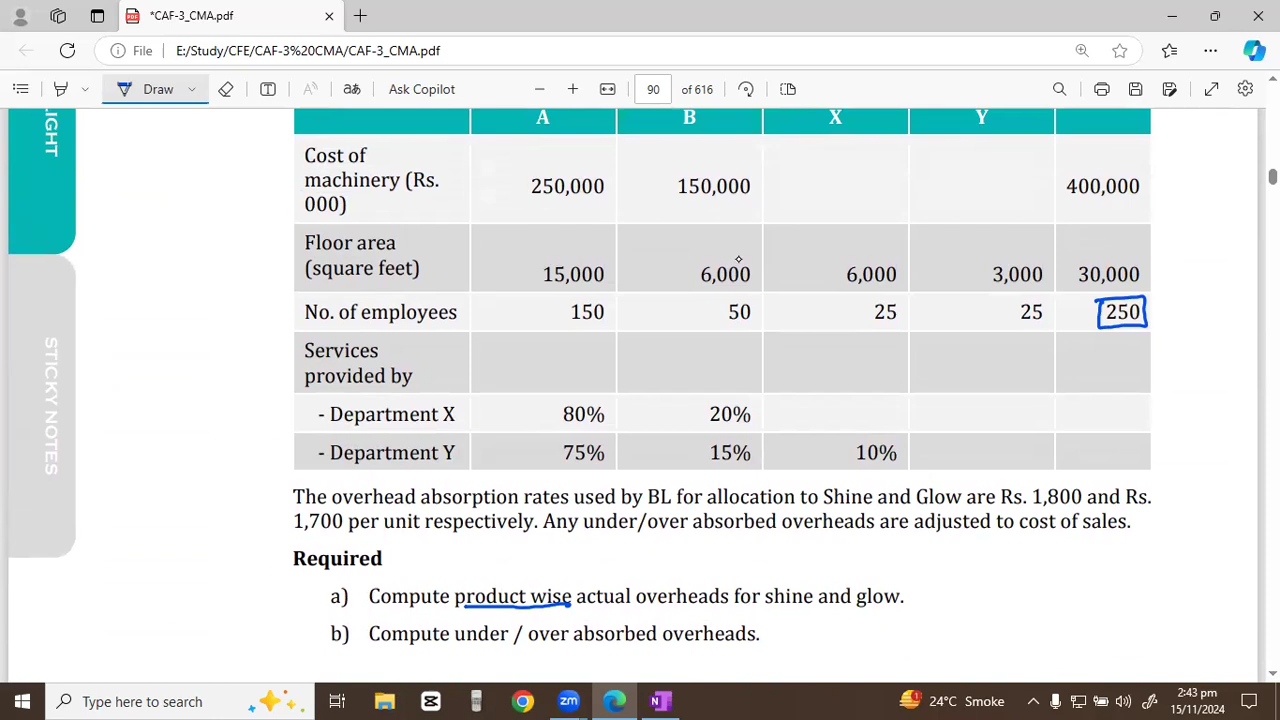 *CAF-3_CMA.pdf
File E:/Study/CFE/CAF-3%20CMA/CAF-3_CMA.pdf
Draw Ask Copilot 90 of 616
LIGHT
STICKY NOTES
A B X Y
Cost of
machinery (Rs.
000) 250,000 150,000 400,000
Floor area
(square feet) 15,000 6,000 6,000 3,000 30,000
No. of employees 150 50 25 25 250
Services
provided by
- Department X 80% 20%
- Department Y 75% 15% 10%
The overhead absorption rates used by BL for allocation to Shine and Glow are Rs. 1,800 and Rs.
1,700 per unit respectively. Any under/over absorbed overheads are adjusted to cost of sales.
Required
a) Compute product wise actual overheads for shine and glow.
b) Compute under / over absorbed overheads.
Type here to search
24°C Smoke
2:43 pm
15/11/2024